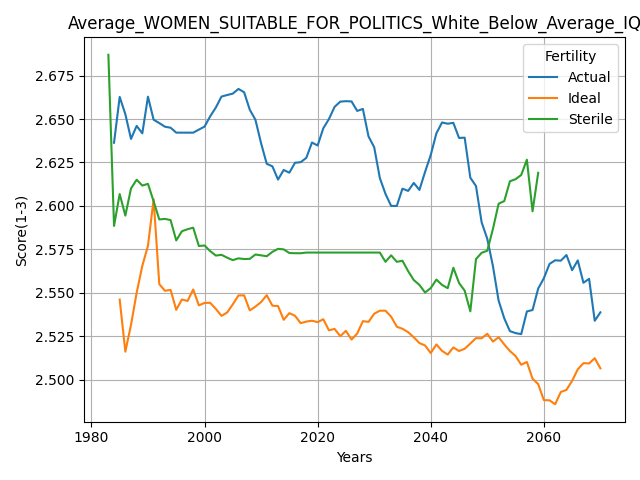 Average_WOMEN_SUITABLE_FOR_POLITICS_White_Below_Average_IQ
Fertility
Actual
Ideal
Sterile
Score(1-3)
2.675
2.650
2.625
2.600
2.575
2.550
2.525
2.500
1980 2000 2020 2040 2060
Years